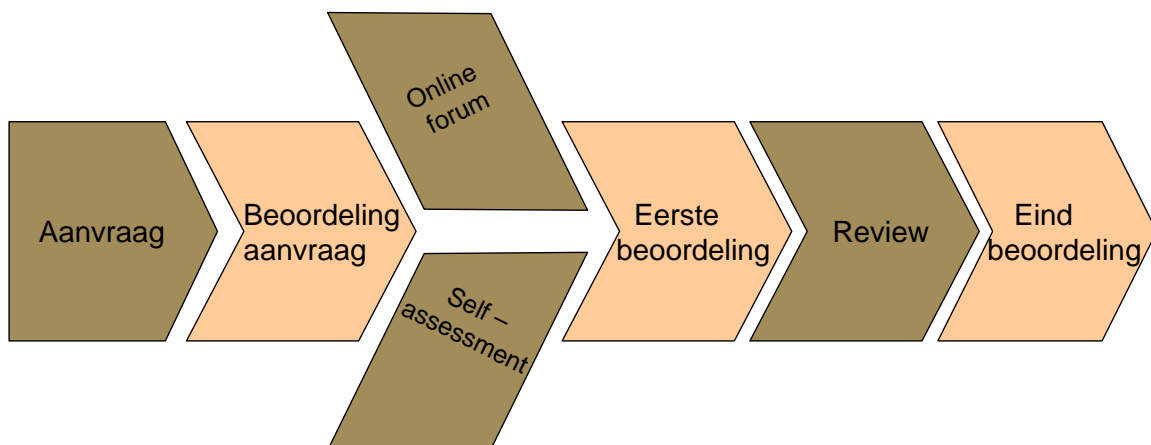 Aanvraag
Beoordeling
aanvraag
Online
forum
Self –
assessment
Eerste
beoordeling
Review
Eind
beoordeling